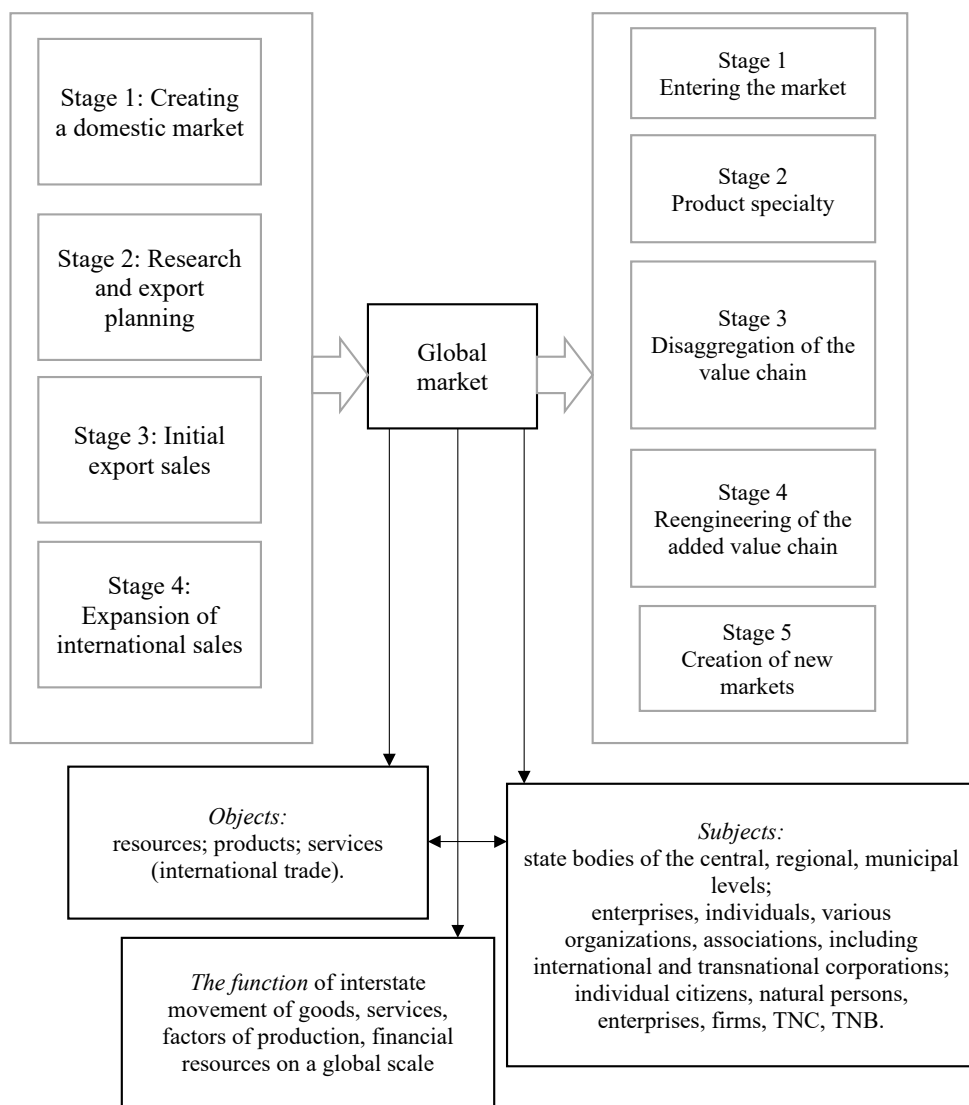 Stage 1: Creating
a domestic market
Stage 2: Research
and export
planning
Stage 3: Initial
export sales
Stage 4:
Expansion of
international sales
Global
market
Stage 1
Entering the market
Stage 2
Product specialty
Stage 3
Disaggregation of the
value chain
Stage 4
Reengineering of the
added value chain
Stage 5
Creation of new
markets
Objects:
resources; products; services
(international trade).
The function of interstate
movement of goods, services,
factors of production, financial
resources on a global scale
Subjects:
state bodies of the central, regional, municipal
levels;
enterprises, individuals, various
organizations, associations, including
international and transnational corporations;
individual citizens, natural persons,
enterprises, firms, TNC, TNB.